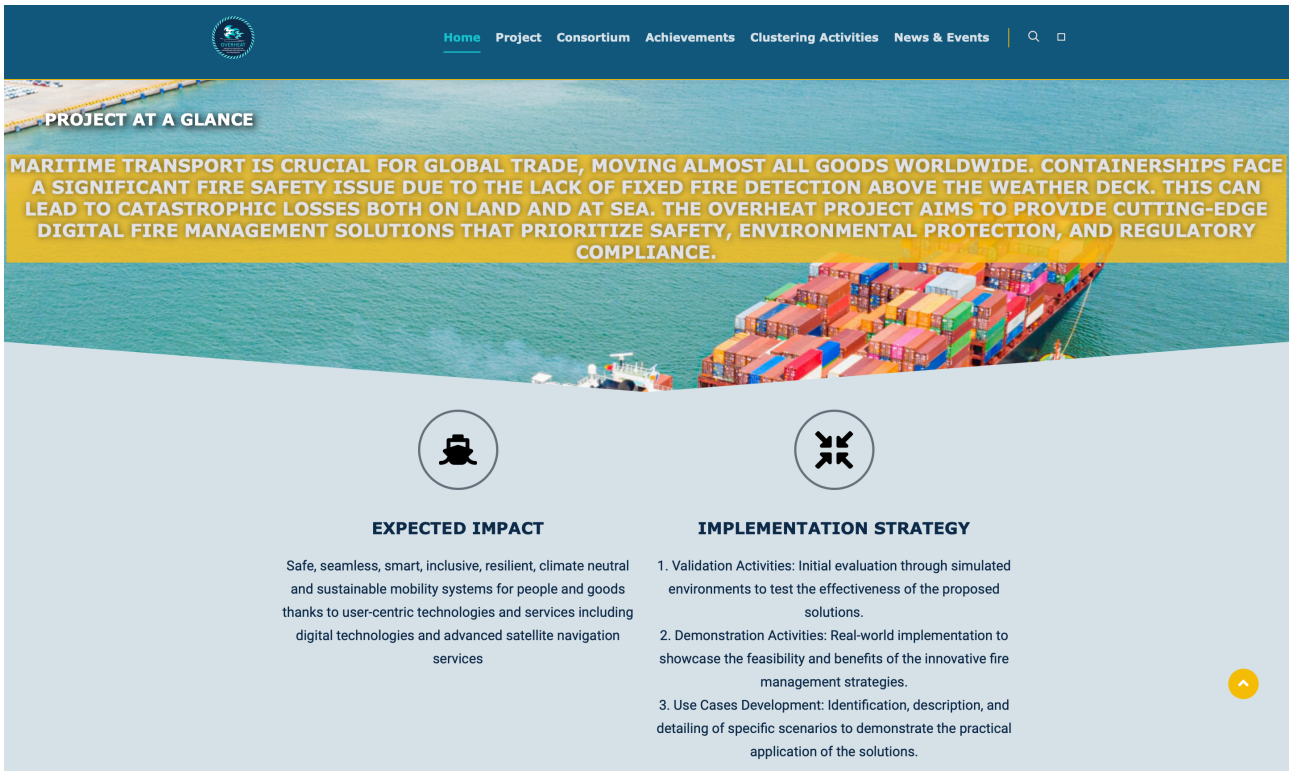 OVERHEAT
Home Project Consortium Achievements Clustering Activities News & Events
PROJECT AT A GLANCE
MARITIME TRANSPORT IS CRUCIAL FOR GLOBAL TRADE, MOVING ALMOST ALL GOODS WORLDWIDE. CONTAINERSHIPS FACE
A SIGNIFICANT FIRE SAFETY ISSUE DUE TO THE LACK OF FIXED FIRE DETECTION ABOVE THE WEATHER DECK. THIS CAN
LEAD TO CATASTROPHIC LOSSES BOTH ON LAND AND AT SEA. THE OVERHEAT PROJECT AIMS TO PROVIDE CUTTING-EDGE
DIGITAL FIRE MANAGEMENT SOLUTIONS THAT PRIORITIZE SAFETY, ENVIRONMENTAL PROTECTION, AND REGULATORY
COMPLIANCE.
EXPECTED IMPACT
Safe, seamless, smart, inclusive, resilient, climate neutral
and sustainable mobility systems for people and goods
thanks to user-centric technologies and services including
digital technologies and advanced satellite navigation
services
IMPLEMENTATION STRATEGY
1. Validation Activities: Initial evaluation through simulated
environments to test the effectiveness of the proposed
solutions.
2. Demonstration Activities: Real-world implementation to
showcase the feasibility and benefits of the innovative fire
management strategies.
3. Use Cases Development: Identification, description, and
detailing of specific scenarios to demonstrate the practical
application of the solutions.